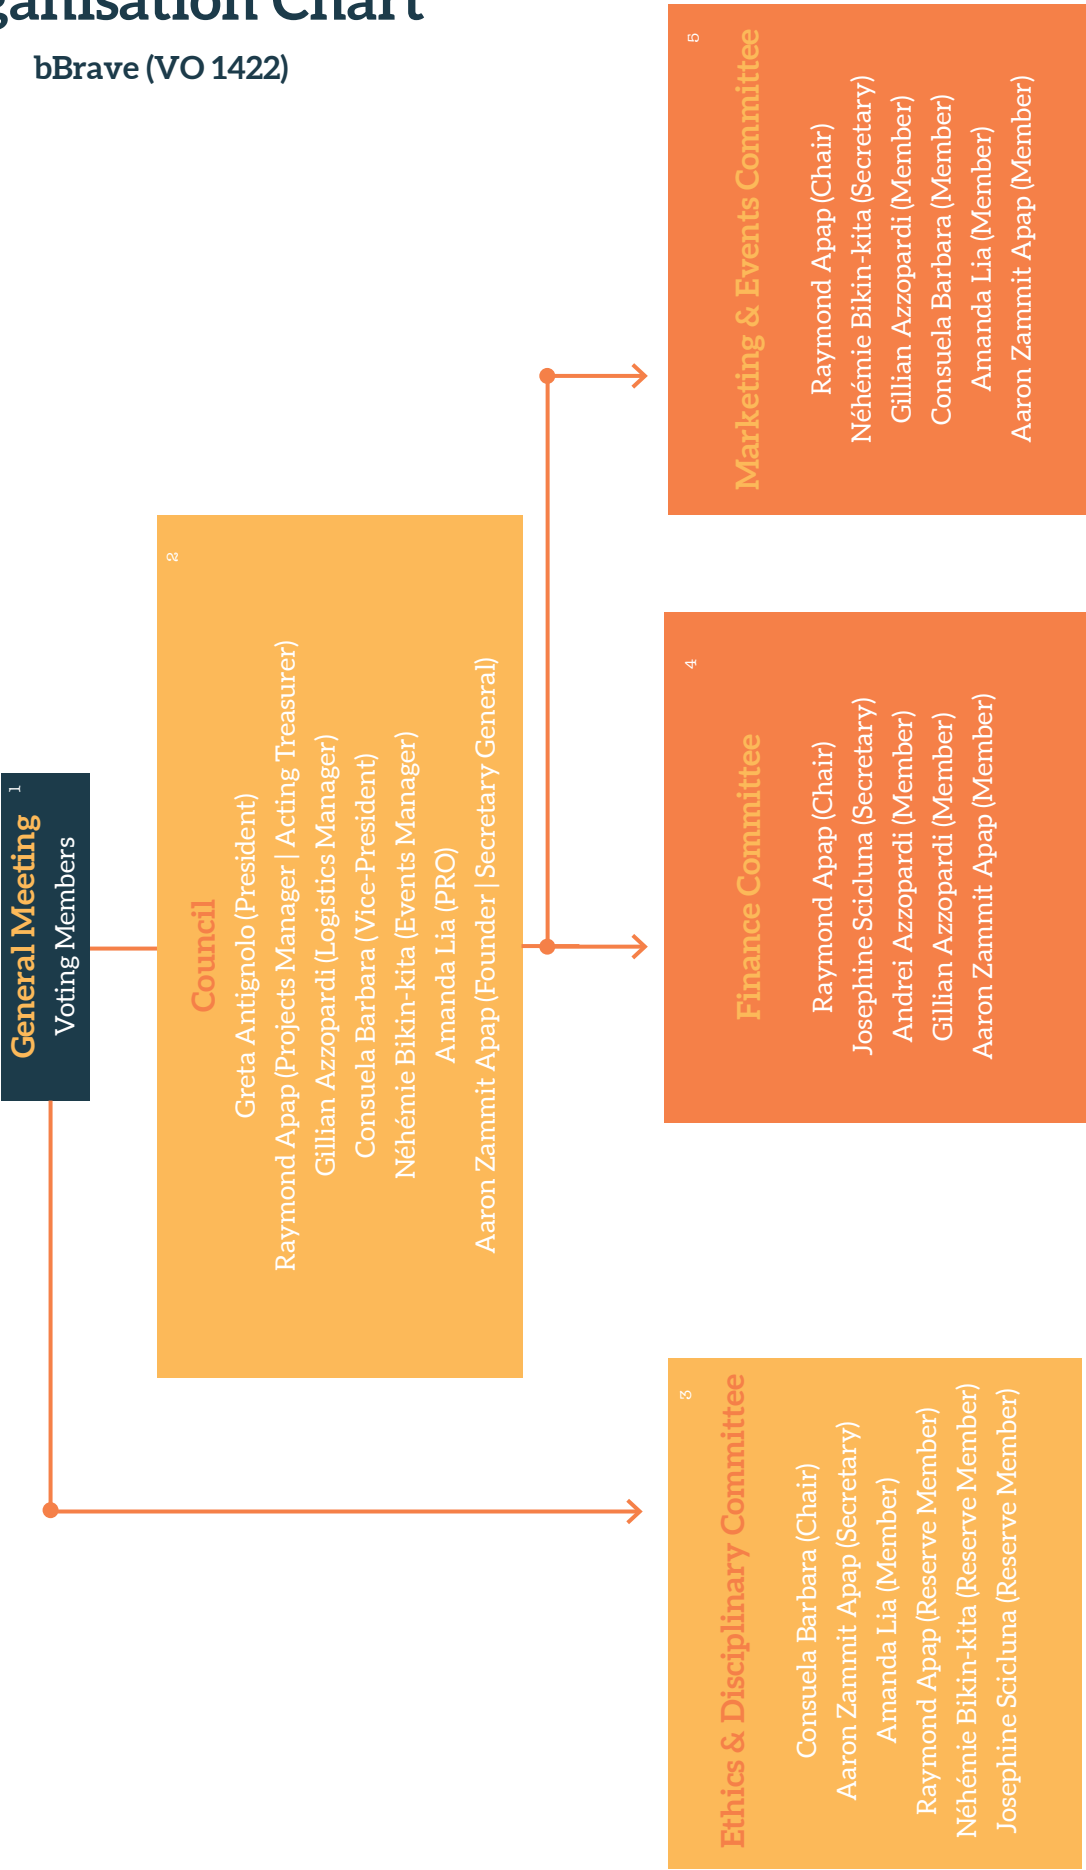 ganisation Chart
bBrave (VO 1422)
1
General Meeting
Voting Members
2
Council
Greta Antignolo (President)
Raymond Apap (Projects Manager | Acting Treasurer)
Gillian Azzopardi (Logistics Manager)
Consuela Barbara (Vice-President)
Néhémie Bikin-kita (Events Manager)
Amanda Lia (PRO)
Aaron Zammit Apap (Founder | Secretary General)
3
Ethics & Disciplinary Committee
Consuela Barbara (Chair)
Aaron Zammit Apap (Secretary)
Amanda Lia (Member)
Raymond Apap (Reserve Member)
Néhémie Bikin-kita (Reserve Member)
Josephine Scicluna (Reserve Member)
4
Finance Committee
Raymond Apap (Chair)
Josephine Scicluna (Secretary)
Andrei Azzopardi (Member)
Gillian Azzopardi (Member)
Aaron Zammit Apap (Member)
5
Marketing & Events Committee
Raymond Apap (Chair)
Néhémie Bikin-kita (Secretary)
Gillian Azzopardi (Member)
Consuela Barbara (Member)
Amanda Lia (Member)
Aaron Zammit Apap (Member)